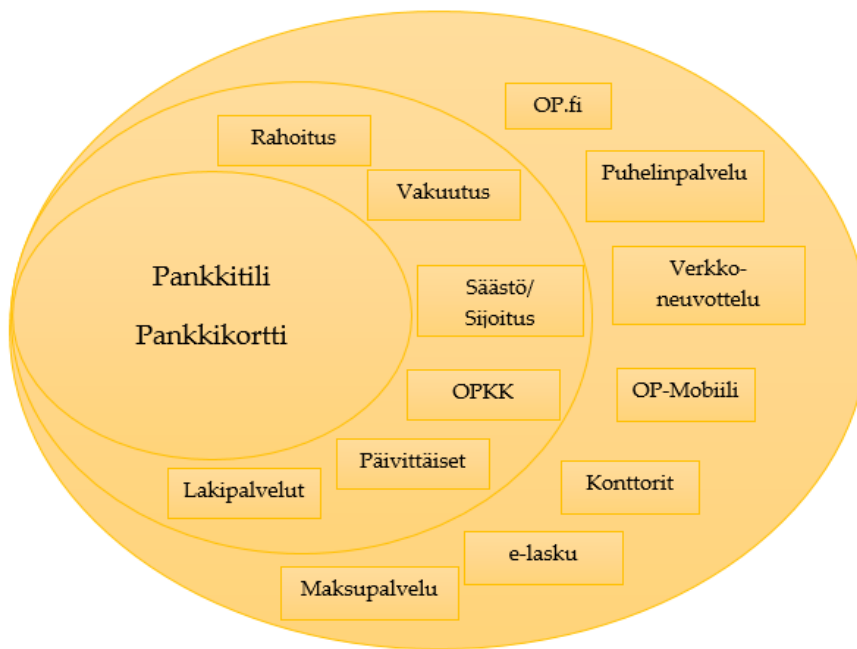 OP.fi
Rahoitus
Puhelinpalvelu
Vakuutus
Pankkitili
Pankkikortti
Säästö/
Sijoitus
Verkko-
neuvottelu
OPKK
OP-Mobiili
Päivittäiset
Lakipalvelut
Konttorit
e-lasku
Maksupalvelu